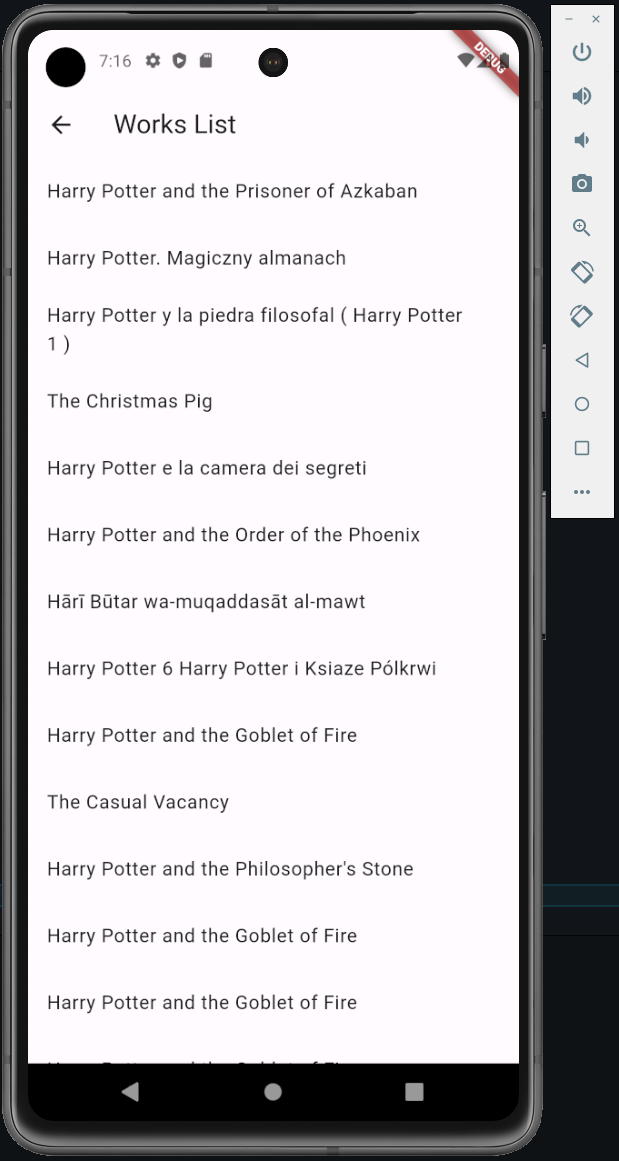 7:16
DEBUG
Works List
Harry Potter and the Prisoner of Azkaban
Harry Potter. Magiczny almanach
Harry Potter y la piedra filosofal ( Harry Potter
1 )
The Christmas Pig
Harry Potter e la camera dei segreti
Harry Potter and the Order of the Phoenix
Hārī Būtar wa-muqaddasāt al-mawt
Harry Potter 6 Harry Potter i Ksiaze Pólkrwi
Harry Potter and the Goblet of Fire
The Casual Vacancy
Harry Potter and the Philosopher's Stone
Harry Potter and the Goblet of Fire
Harry Potter and the Goblet of Fire